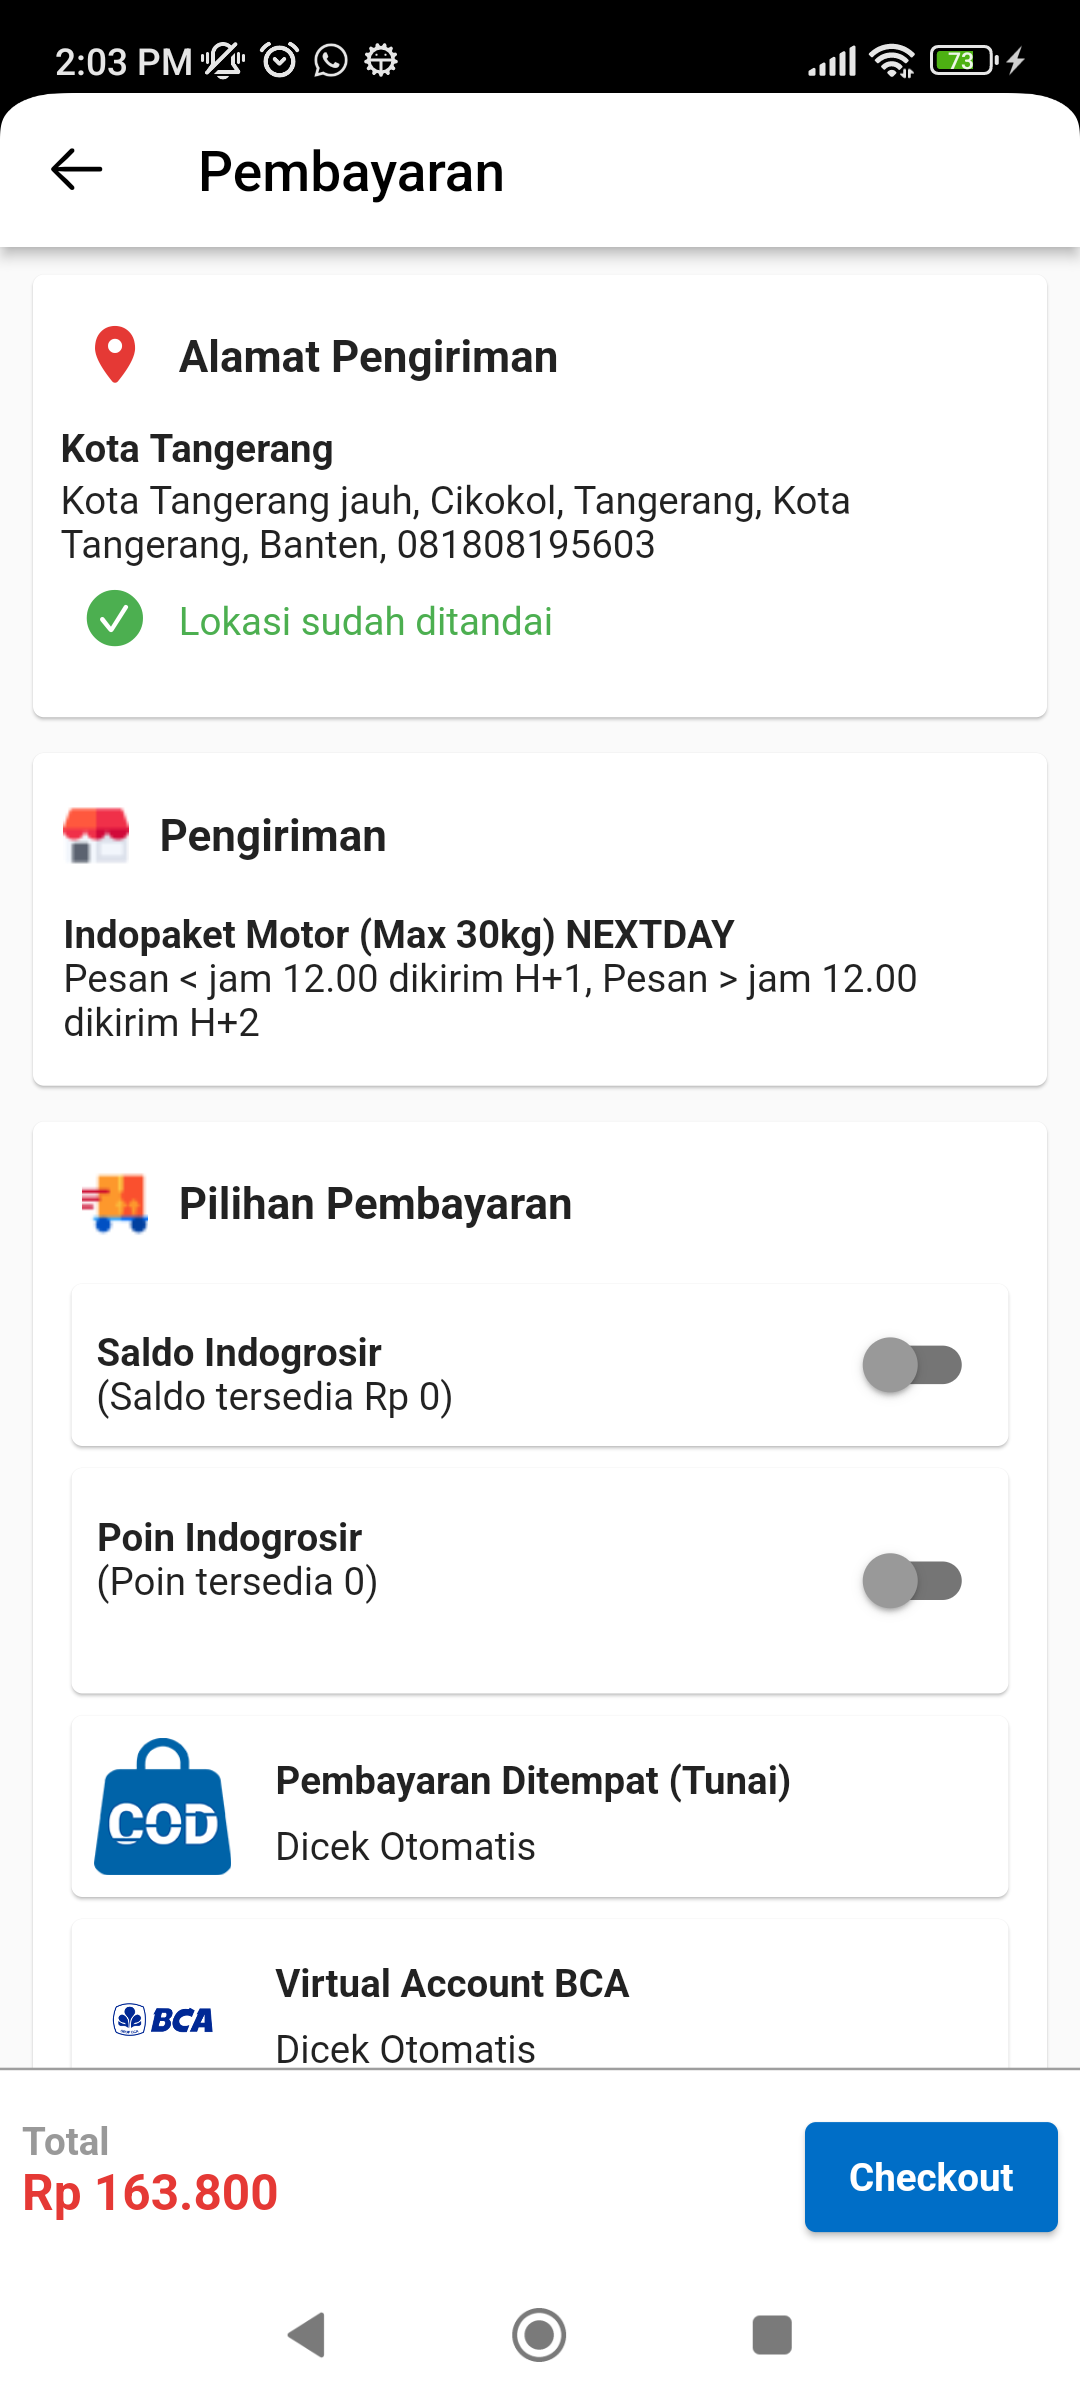 2:03 PM
73
Pembayaran
Alamat Pengiriman
Kota Tangerang
Kota Tangerang jauh, Cikokol, Tangerang, Kota
Tangerang, Banten, 081808195603
Lokasi sudah ditandai
Pengiriman
Indopaket Motor (Max 30kg) NEXTDAY
Pesan < jam 12.00 dikirim H+1, Pesan > jam 12.00
dikirim H+2
Pilihan Pembayaran
Saldo Indogrosir
(Saldo tersedia Rp 0)
Poin Indogrosir
(Poin tersedia 0)
COD
Pembayaran Ditempat (Tunai)
Dicek Otomatis
BCA
Virtual Account BCA
Dicek Otomatis
Total
Rp 163.800
Checkout